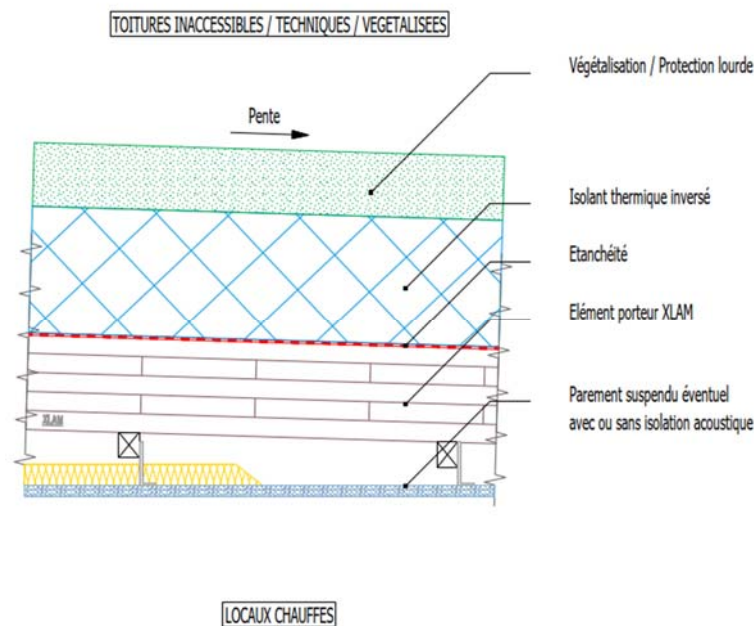 TOITURES INACCESSIBLES / TECHNIQUES / VEGETALISEES
Végétalisation / Protection lourde
Pente
Isolant thermique inversé
Etanchéité
Elément porteur XLAM
Parement suspendu éventuel
avec ou sans isolation acoustique
XLAM
LOCAUX CHAUFFES